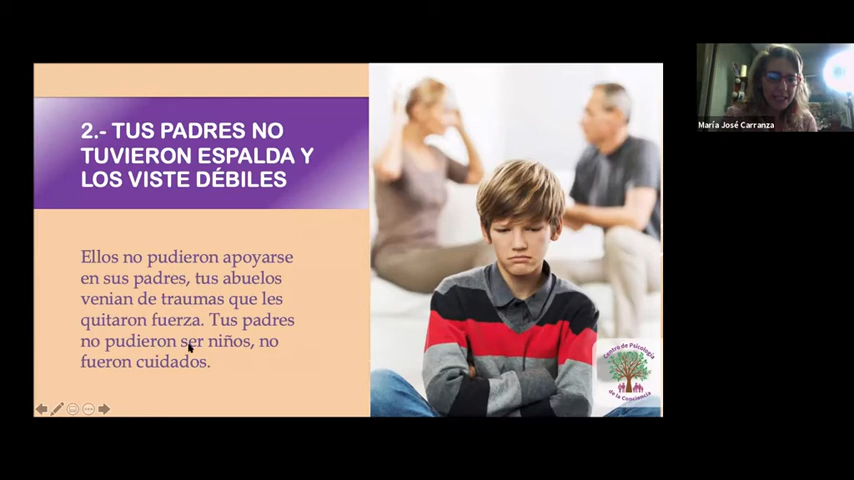 2.- TUS PADRES NO
TUVIERON ESPALDA Y
LOS VISTE DÉBILES
Ellos no pudieron apoyarse
en sus padres, tus abuelos
venian de traumas que les
quitaron fuerza. Tus padres
no pudieron ser niños, no
fueron cuidados.
Centro de Psicología
de la Conciencia
María José Carranza